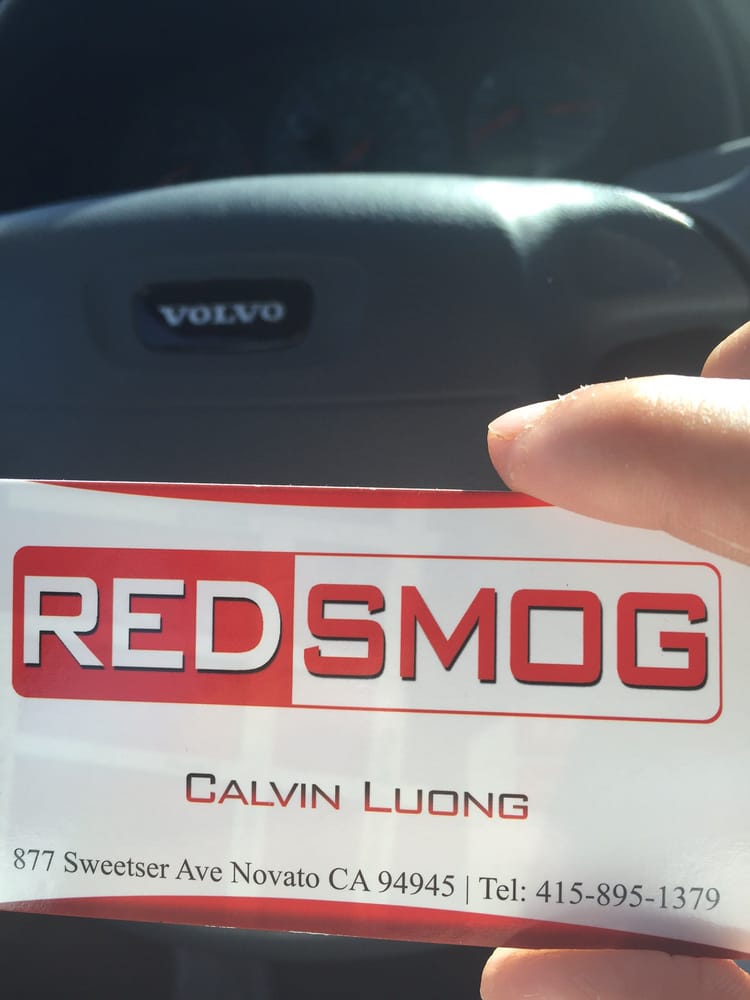 VOLVO
REDSMOG
CALVIN LUONG
877 Sweetser Ave Novato CA 94945 | Tel: 415-895-1379